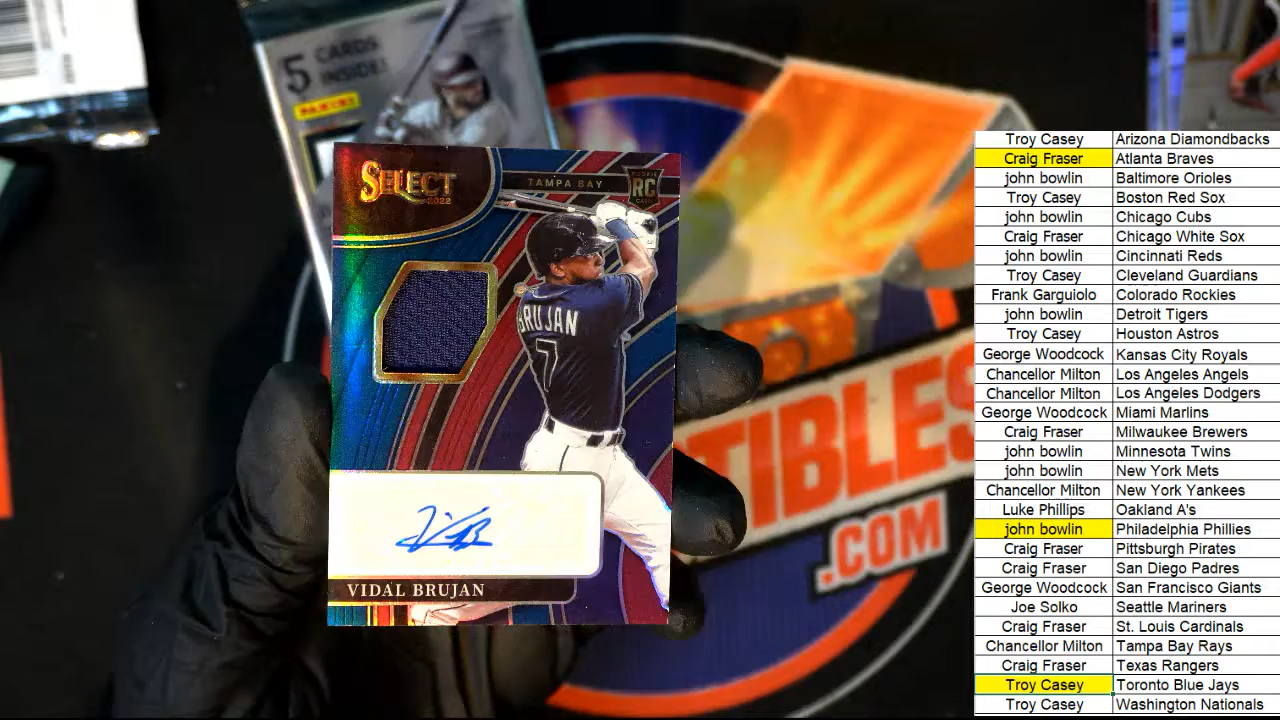 5 CARDS
INSIDE!
PANINI
SELECT
2022
TAMPA BAY
ROOKIE
RC
CARD
BRUJAN
7
VIDAL BRUJAN
TIBLES
.COM
Troy Casey Arizona Diamondbacks
Craig Fraser Atlanta Braves
john bowlin Baltimore Orioles
Troy Casey Boston Red Sox
john bowlin Chicago Cubs
Craig Fraser Chicago White Sox
john bowlin Cincinnati Reds
Troy Casey Cleveland Guardians
Frank Garguiolo Colorado Rockies
john bowlin Detroit Tigers
Troy Casey Houston Astros
George Woodcock Kansas City Royals
Chancellor Milton Los Angeles Angels
Chancellor Milton Los Angeles Dodgers
George Woodcock Miami Marlins
Craig Fraser Milwaukee Brewers
john bowlin Minnesota Twins
john bowlin New York Mets
Chancellor Milton New York Yankees
Luke Phillips Oakland A's
john bowlin Philadelphia Phillies
Craig Fraser Pittsburgh Pirates
Craig Fraser San Diego Padres
George Woodcock San Francisco Giants
Joe Solko Seattle Mariners
Craig Fraser St. Louis Cardinals
Chancellor Milton Tampa Bay Rays
Craig Fraser Texas Rangers
Troy Casey Toronto Blue Jays
Troy Casey Washington Nationals